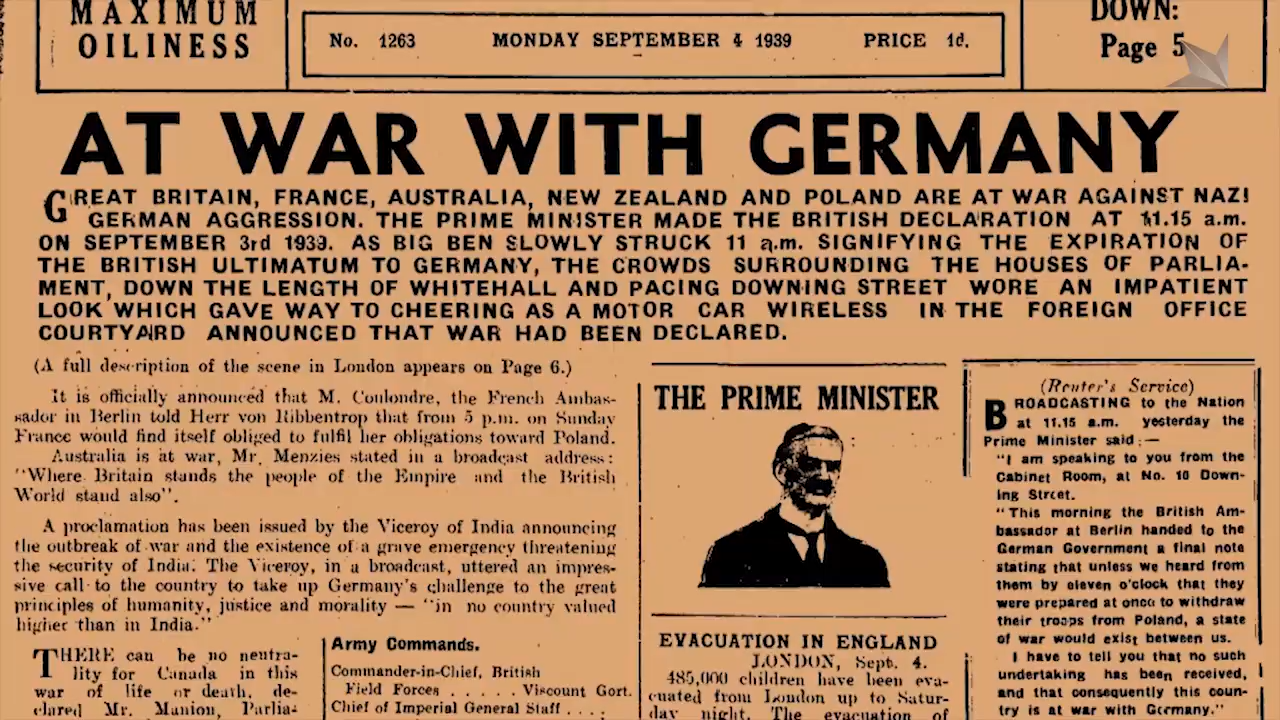 MAXIMUM
OILINESS
No. 1263 MONDAY SEPTEMBER 4 1939 PRICE 1d.
DOWN:
Page 5
AT WAR WITH GERMANY
GREAT BRITAIN, FRANCE, AUSTRALIA, NEW ZEALAND AND POLAND ARE AT WAR AGAINST NAZI
GERMAN AGGRESSION. THE PRIME MINISTER MADE THE BRITISH DECLARATION AT 11.15 a.m.
ON SEPTEMBER 3rd 1939. AS BIG BEN SLOWLY STRUCK 11 a.m. SIGNIFYING THE EXPIRATION OF
THE BRITISH ULTIMATUM TO GERMANY, THE CROWDS SURROUNDING THE HOUSES OF PARLIA-
MENT, DOWN THE LENGTH OF WHITEHALL AND PACING DOWNING STREET WORE AN IMPATIENT
LOOK WHICH GAVE WAY TO CHEERING AS A MOTOR CAR WIRELESS IN THE FOREIGN OFFICE
COURTYARD ANNOUNCED THAT WAR HAD BEEN DECLARED.
(A full description of the scene in London appears on Page 6.)
It is officially announced that M. Coulondre, the French Ambas-
sador in Berlin told Herr von Ribbentrop that from 5 p.m. on Sunday
France would find itself obliged to fulfil her obligations toward Poland.
Australia is at war, Mr. Menzies stated in a broadcast address:
"Where Britain stands the people of the Empire and the British
World stand also".
A proclamation has been issued by the Viceroy of India announcing
the outbreak of war and the existence of a grave emergency threatening
the security of India. The Viceroy, in a broadcast, uttered an impres-
sive call to the country to take up Germany's challenge to the great
principles of humanity, justice and morality — "in no country valued
higher than in India."
THERE can be no neutra-
lity for Canada in this
war of life or death, de-
clared Mr. Manion, Parlia-
Army Commands.
Commander-in-Chief, British
Field Forces . . . . . Viscount Gort.
Chief of Imperial General Staff . . . :
THE PRIME MINISTER
EVACUATION IN ENGLAND
LONDON, Sept. 4.
485,000 children have been eva-
cuated from London up to Satur-
day night. The evacuation of
(Reuter's Service)
BROADCASTING to the Nation
at 11.15 a.m. yesterday the
Prime Minister said:—
"I am speaking to you from the
Cabinet Room, at No. 10 Down-
ing Street.
"This morning the British Am-
bassador at Berlin handed to the
German Government a final note
stating that unless we heard from
them by eleven o'clock that they
were prepared at once to withdraw
their troops from Poland, a state
of war would exist between us.
I have to tell you that no such
undertaking has been received,
and that consequently this coun-
try is at war with Germany."